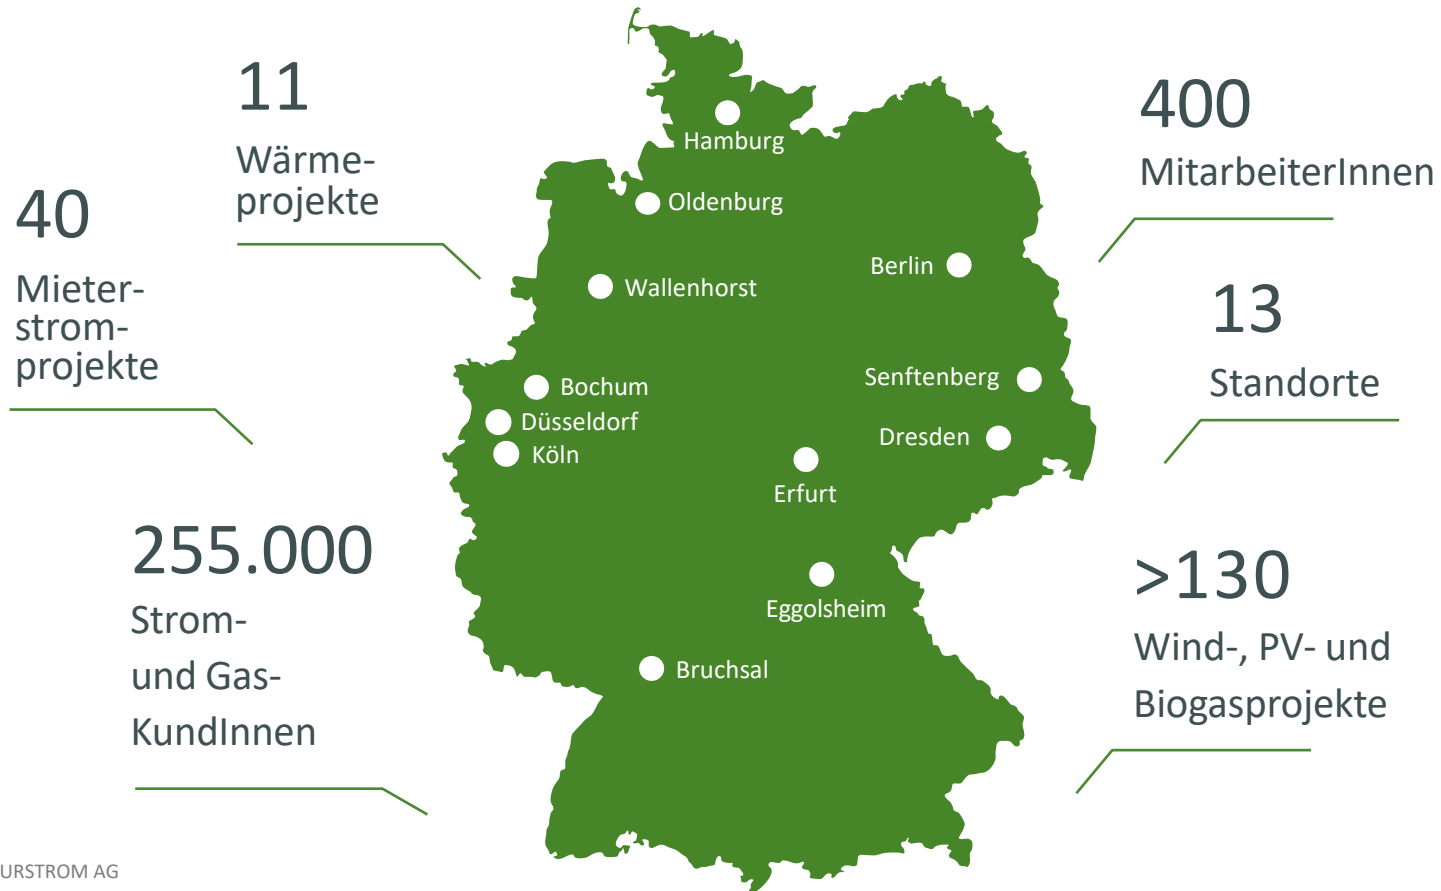 11
Wärme-
projekte
40
Mieter-
strom-
projekte
255.000
Strom-
und Gas-
KundInnen
Hamburg
Oldenburg
Wallenhorst
Berlin
Bochum
Düsseldorf
Köln
Senftenberg
Dresden
Erfurt
Eggolsheim
Bruchsal
400
MitarbeiterInnen
13
Standorte
>130
Wind-, PV- und
Biogasprojekte
URSTROM AG